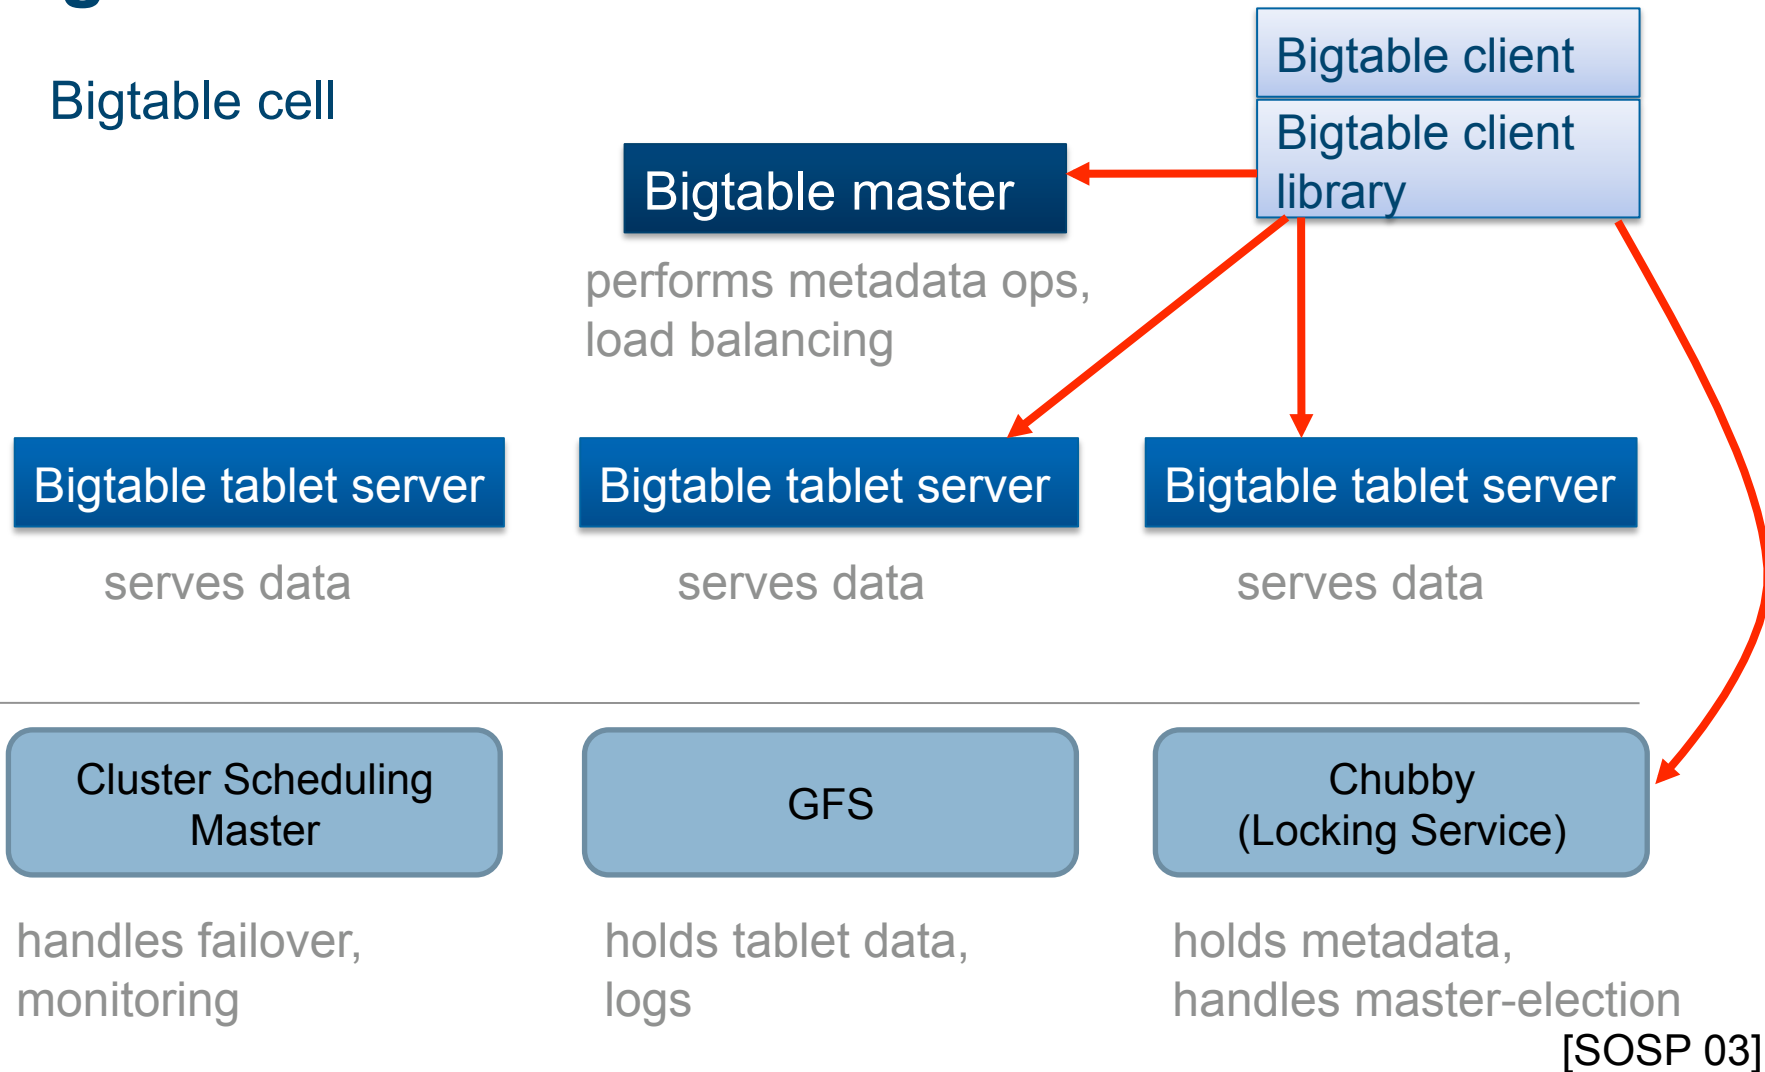 Bigtable cell
Bigtable client
Bigtable client
library
Bigtable master
performs metadata ops,
load balancing
Bigtable tablet server
Bigtable tablet server
Bigtable tablet server
serves data
serves data
serves data
Cluster Scheduling
Master
GFS
Chubby
(Locking Service)
handles failover,
monitoring
holds tablet data,
logs
holds metadata,
handles master-election
[SOSP 03]